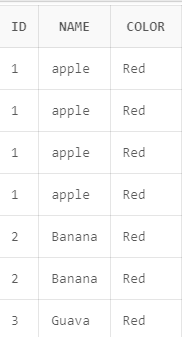 ID NAME COLOR
1 apple Red
1 apple Red
1 apple Red
1 apple Red
2 Banana Red
2 Banana Red
3 Guava Red